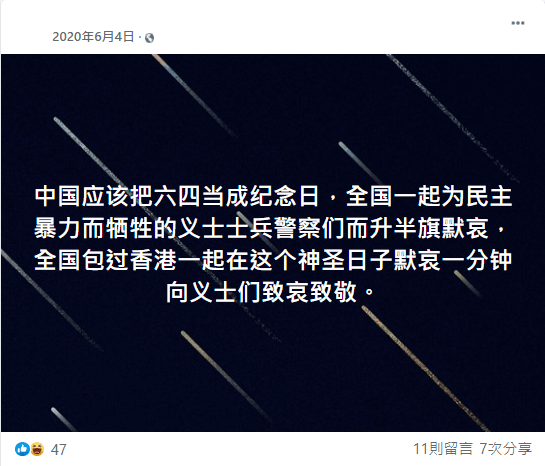 2020年6月4日 ·
中国应该把六四当成纪念日，全国一起为民主
暴力而牺牲的义士士兵警察们而升半旗默哀，
全国包过香港一起在这个神圣日子默哀一分钟
向义士们致哀致敬。
47
11則留言 7次分享